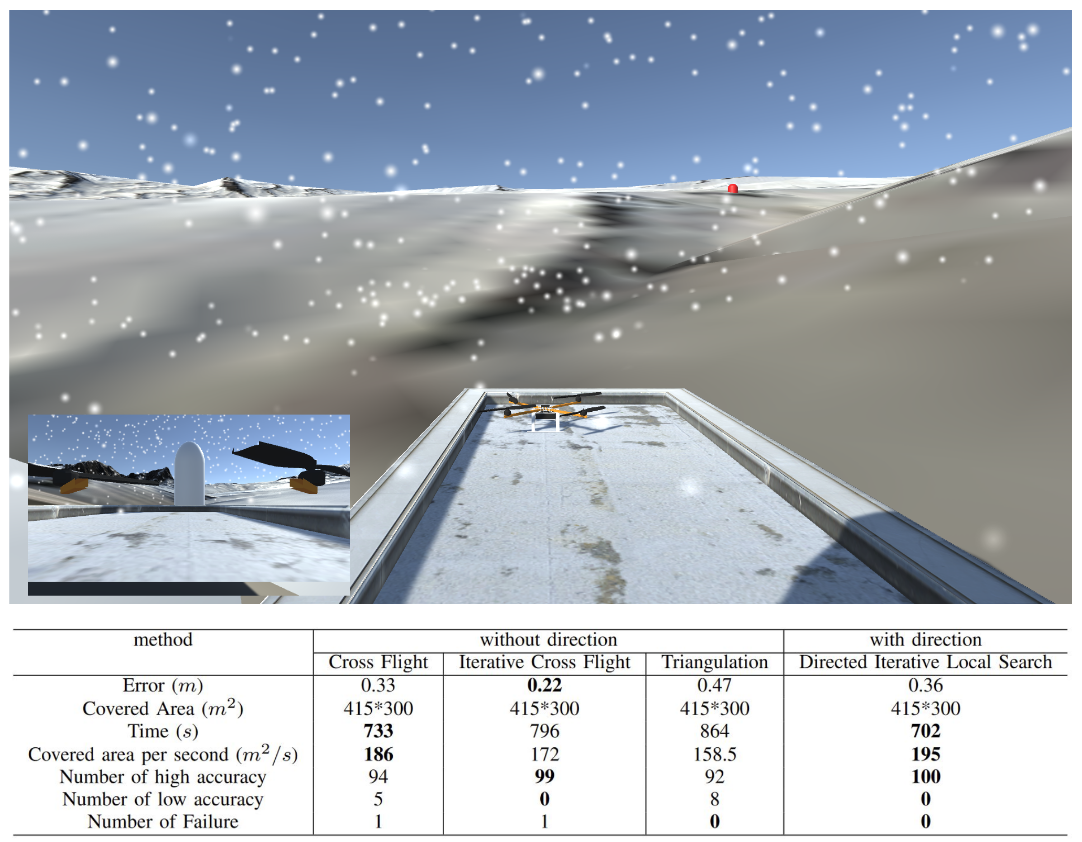 method without direction with direction
Cross Flight Iterative Cross Flight Triangulation Directed Iterative Local Search
Error (m) 0.33 0.22 0.47 0.36
Covered Area (m²) 415*300 415*300 415*300 415*300
Time (s) 733 796 864 702
Covered area per second (m²/s) 186 172 158.5 195
Number of high accuracy 94 99 92 100
Number of low accuracy 5 0 8 0
Number of Failure 1 1 0 0